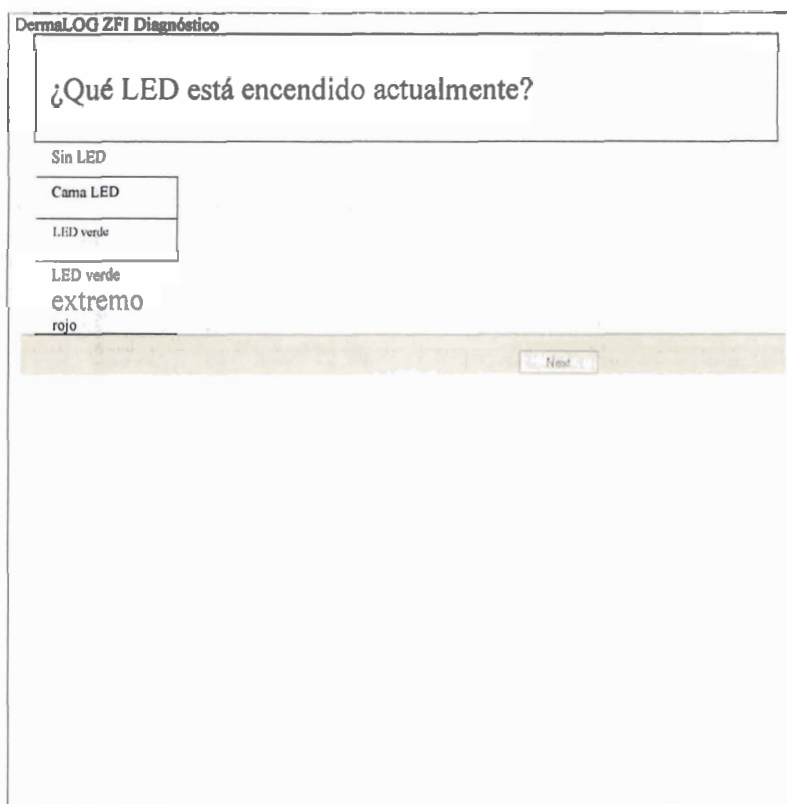 DermaLOG ZFI Diagnóstico
¿Qué LED está encendido actualmente?
Sin LED
Cama LED
LED verde
LED verde
extremo
rojo
Next